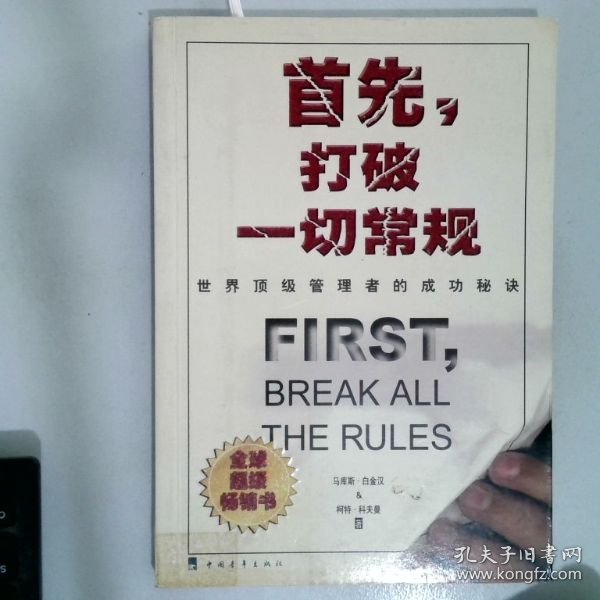 首先，
打破
一切常规
世界顶级管理者的成功秘诀
FIRST,
BREAK ALL
THE RULES
全球
超级
畅销书
马库斯·白金汉
&
柯特·科夫曼
著
中国青年出版社
孔夫子旧书网
www.kongfz.com